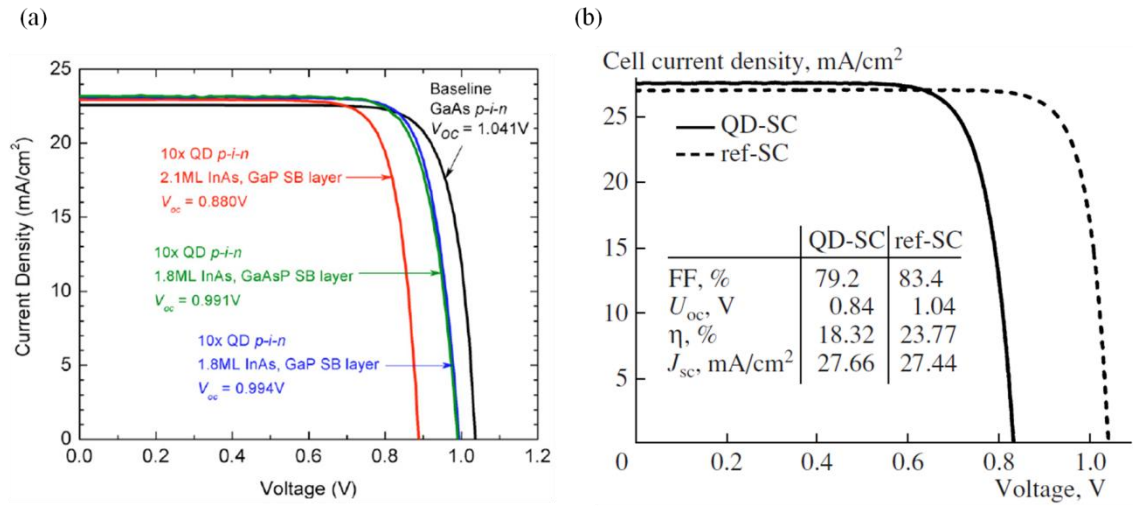 (a)
25
20
15
10
5
0
0.0 0.2 0.4 0.6 0.8 1.0 1.2
Current Density (mA/cm²)
Voltage (V)
Baseline
GaAs p-i-n
VOC = 1.041V
10x QD p-i-n
2.1ML InAs, GaP SB layer
Voc = 0.880V
10x QD p-i-n
1.8ML InAs, GaAsP SB layer
Voc = 0.991V
10x QD p-i-n
1.8ML InAs, GaP SB layer
Voc = 0.994V
(b)
Cell current density, mA/cm²
25
20
15
10
5
0 0.2 0.4 0.6 0.8 1.0
Voltage, V
QD-SC
ref-SC
QD-SC ref-SC
FF, % 79.2 83.4
Uoc, V 0.84 1.04
η, % 18.32 23.77
Jsc, mA/cm² 27.66 27.44